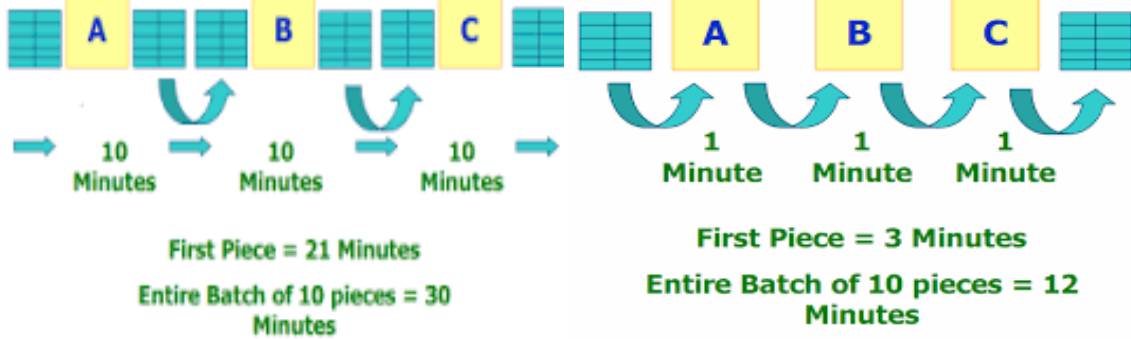 A B C
10 Minutes
10 Minutes
10 Minutes
First Piece = 21 Minutes
Entire Batch of 10 pieces = 30
Minutes
A B C
1 Minute
1 Minute
1 Minute
First Piece = 3 Minutes
Entire Batch of 10 pieces = 12
Minutes